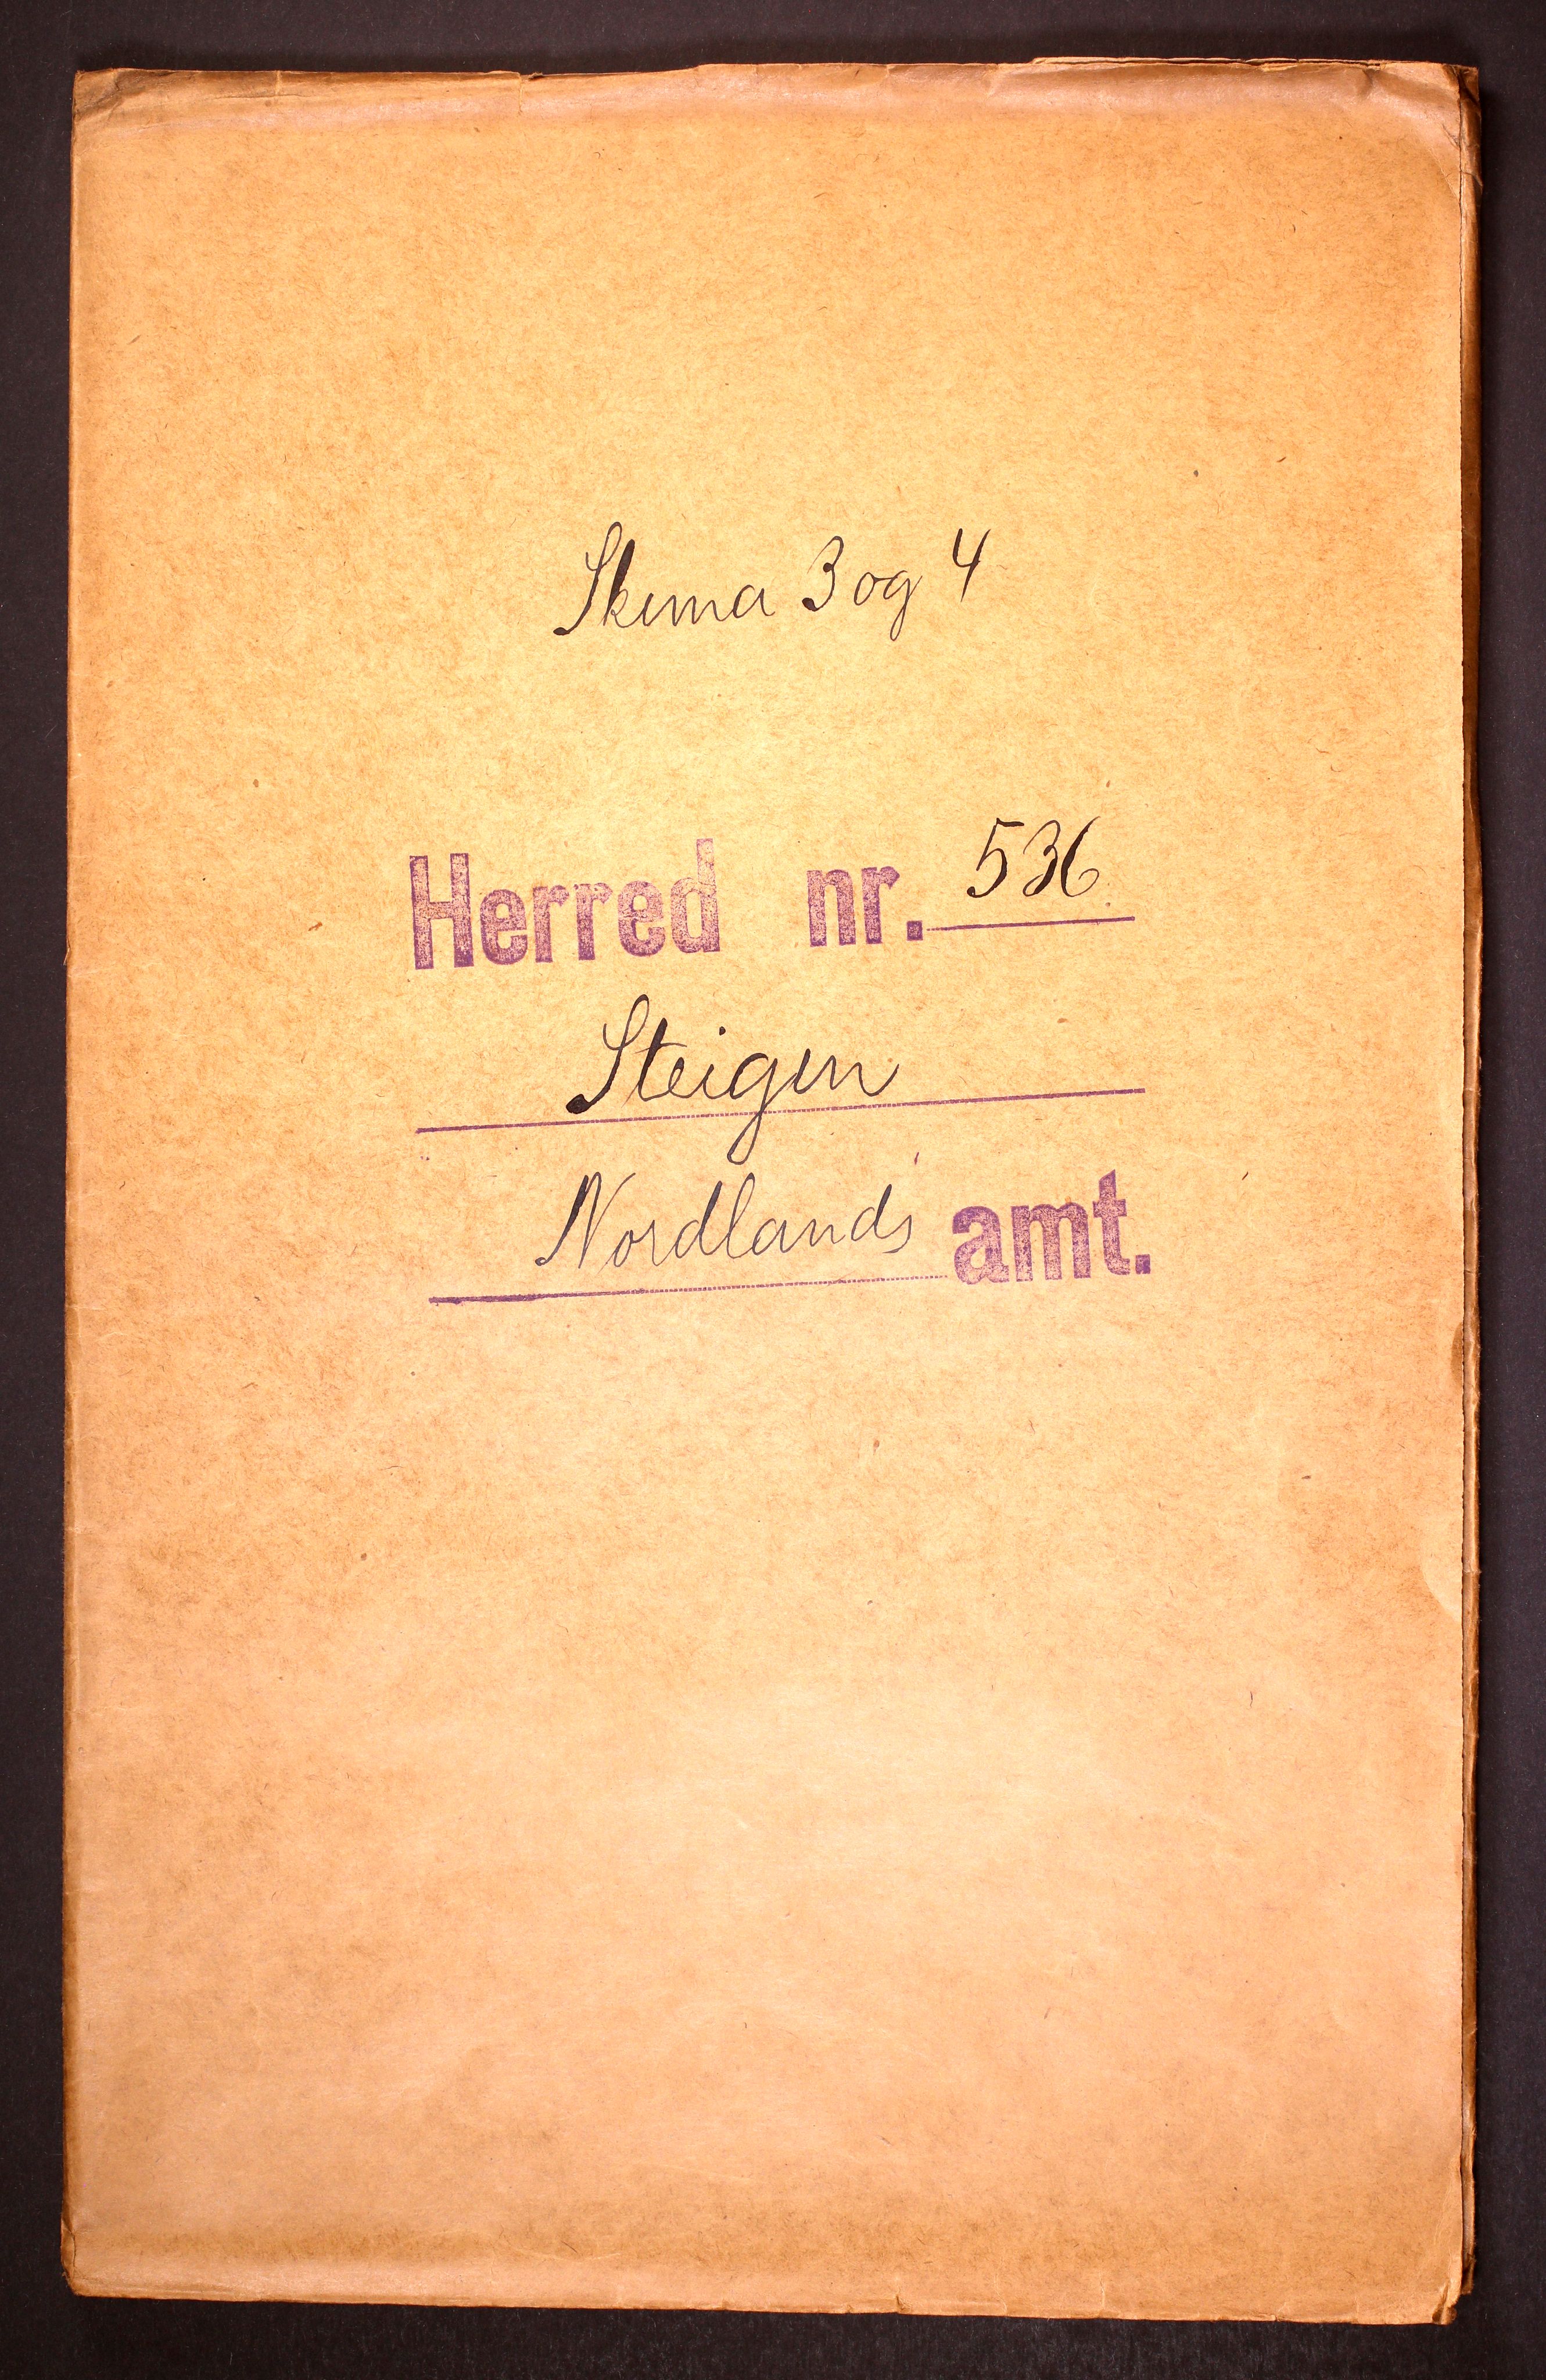 Skema 3 og 4
Herred nr. 536
Steigen
Nordlands amt.